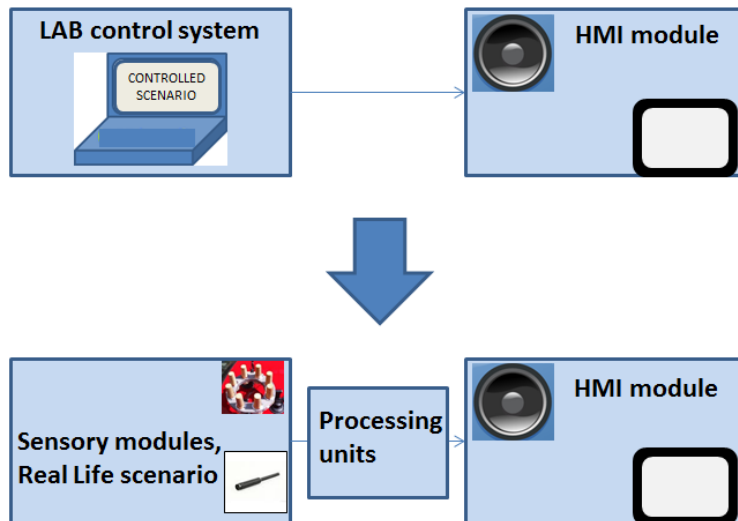 LAB control system
CONTROLLED
SCENARIO
HMI module
Sensory modules,
Real Life scenario
Processing
units
HMI module